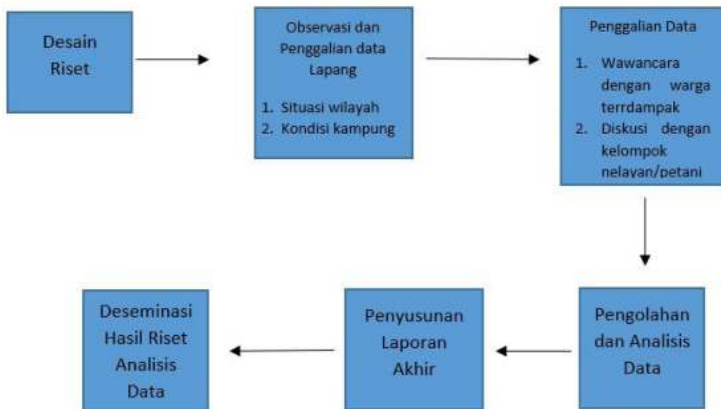 Desain
Riset
Observasi dan
Penggalian data
Lapang
1. Situasi wilayah
2. Kondisi kampung
Penggalian Data
1. Wawancara
dengan warga
terrdampak
2. Diskusi dengan
kelompok
nelayan/petani
Pengolahan
dan Analisis
Data
Penyusunan
Laporan
Akhir
Deseminasi
Hasil Riset
Analisis
Data